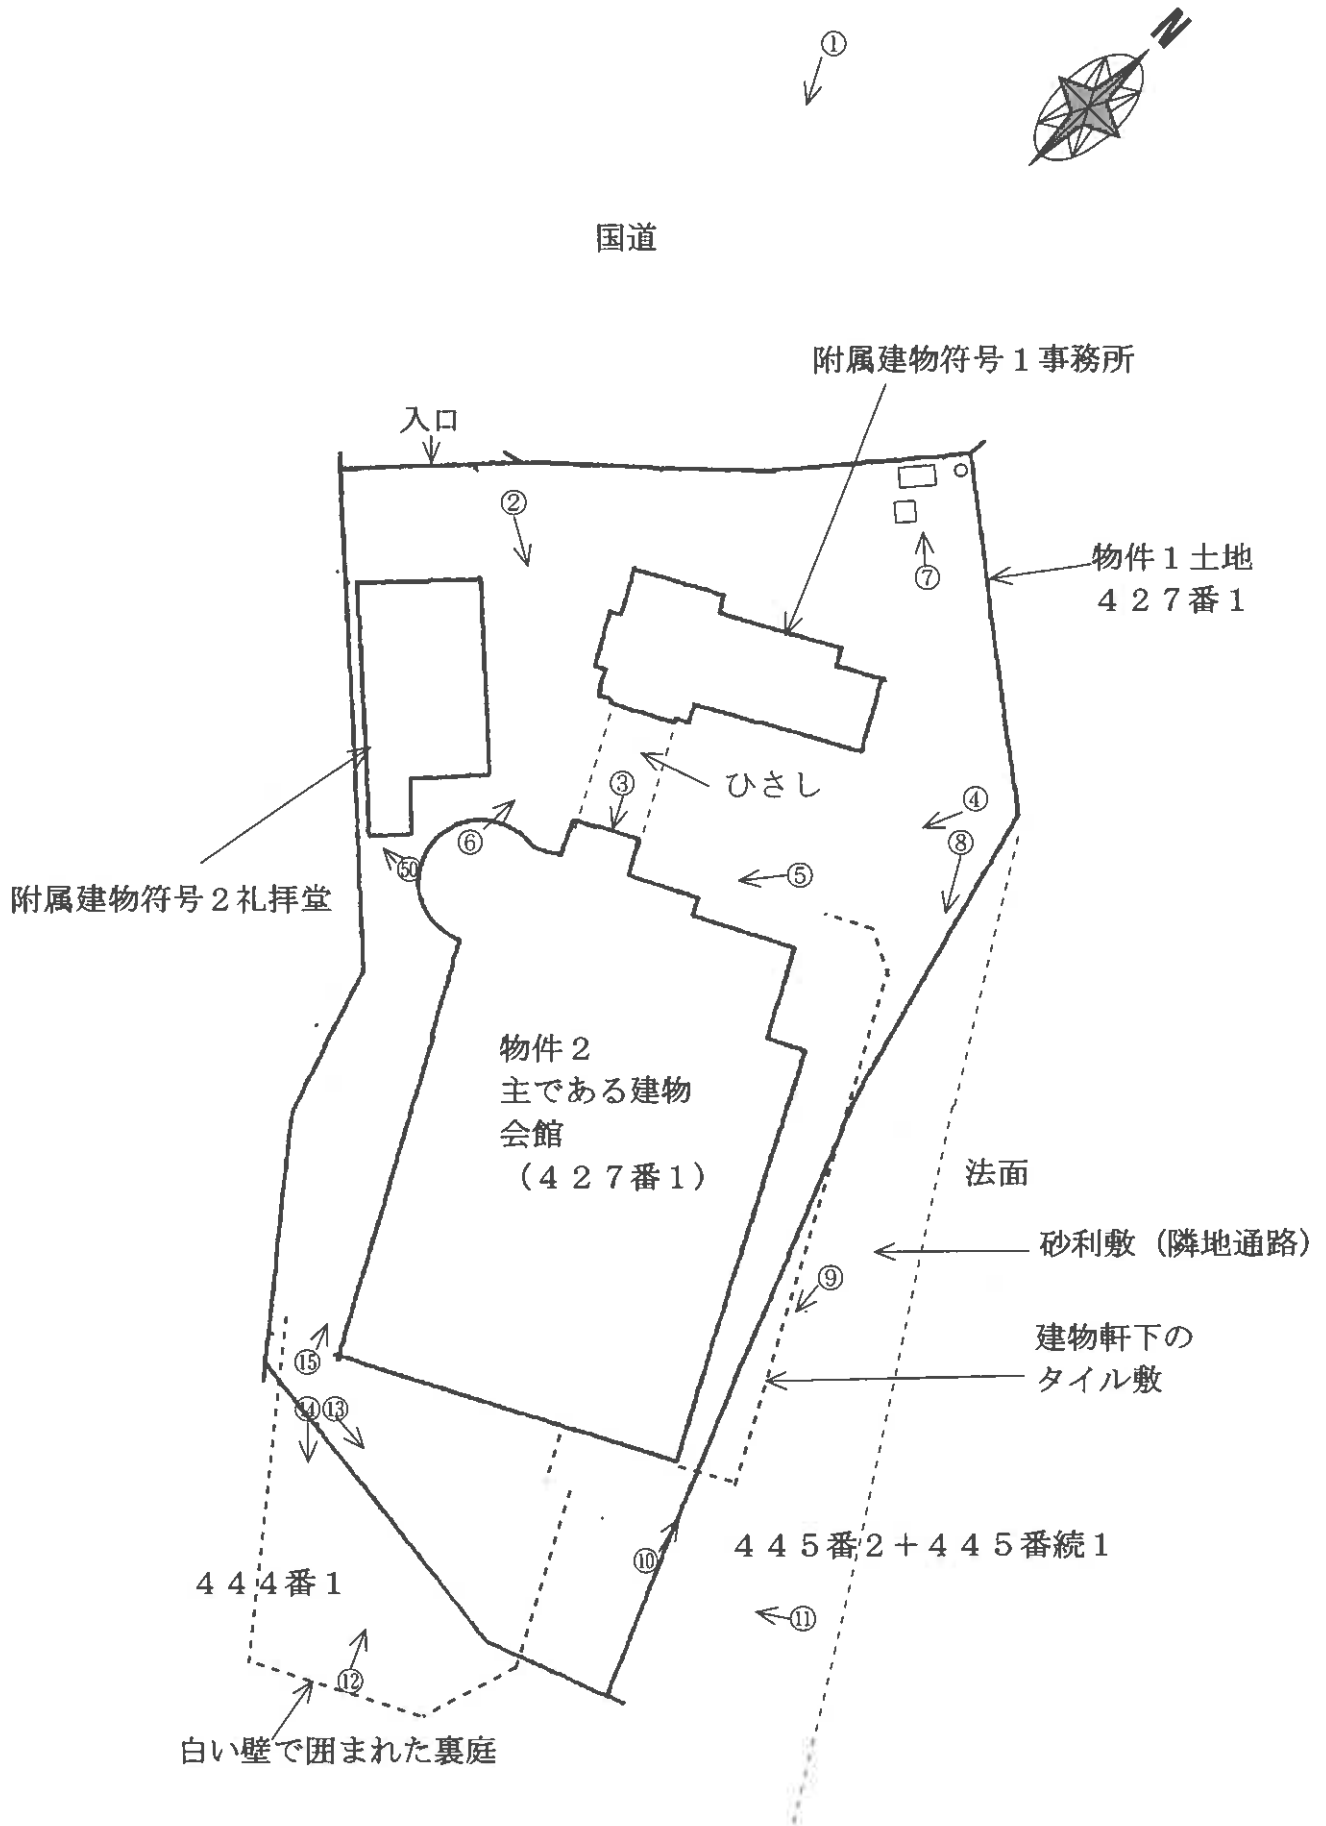 ①
N
国道
附属建物符号１事務所
入口
②
⑦
物件１土地
４２７番１
ひさし
③
④
⑥
⑧
㊿
⑤
附属建物符号２礼拝堂
物件２
主である建物
会館
（４２７番１）
法面
砂利敷（隣地通路）
⑨
建物軒下の
タイル敷
⑮
⑭⑬
４４５番２＋４４５番続１
⑩
４４４番１
⑪
⑫
白い壁で囲まれた裏庭